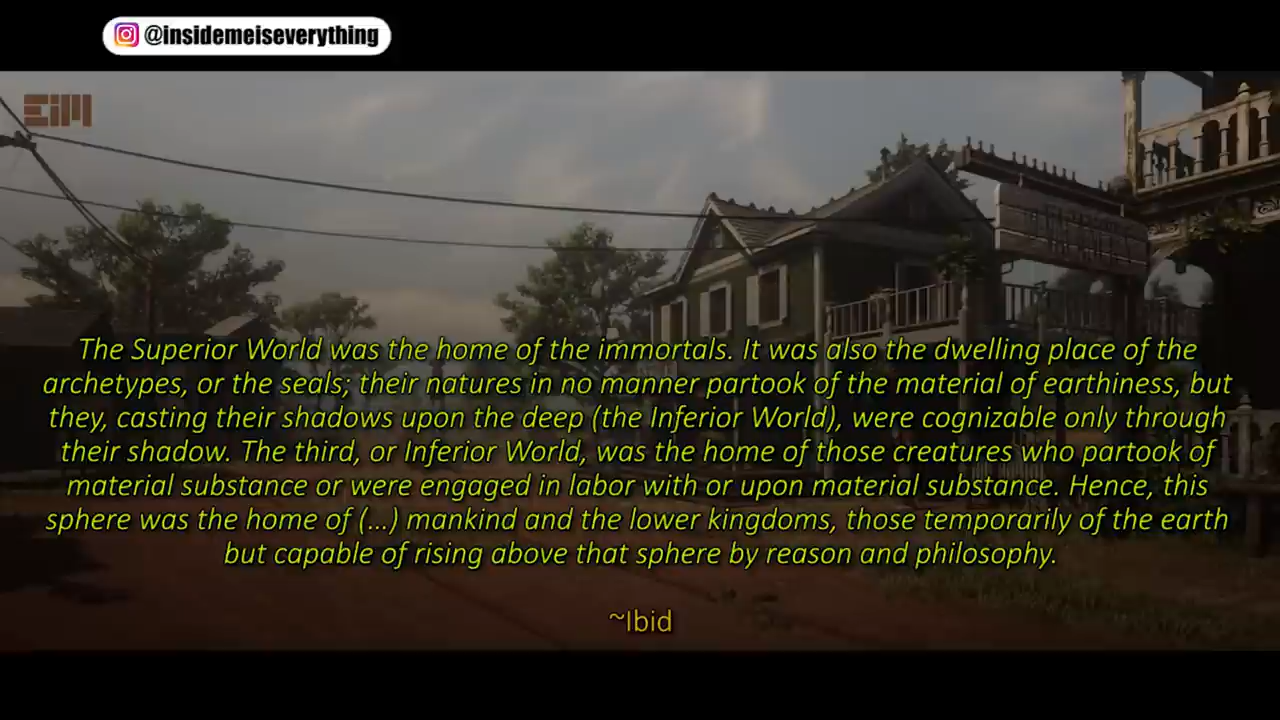 @insidemeiseverything
EiM
The Superior World was the home of the immortals. It was also the dwelling place of the
archetypes, or the seals; their natures in no manner partook of the material of earthiness, but
they, casting their shadows upon the deep (the Inferior World), were cognizable only through
their shadow. The third, or Inferior World, was the home of those creatures who partook of
material substance or were engaged in labor with or upon material substance. Hence, this
sphere was the home of (...) mankind and the lower kingdoms, those temporarily of the earth
but capable of rising above that sphere by reason and philosophy.
~Ibid